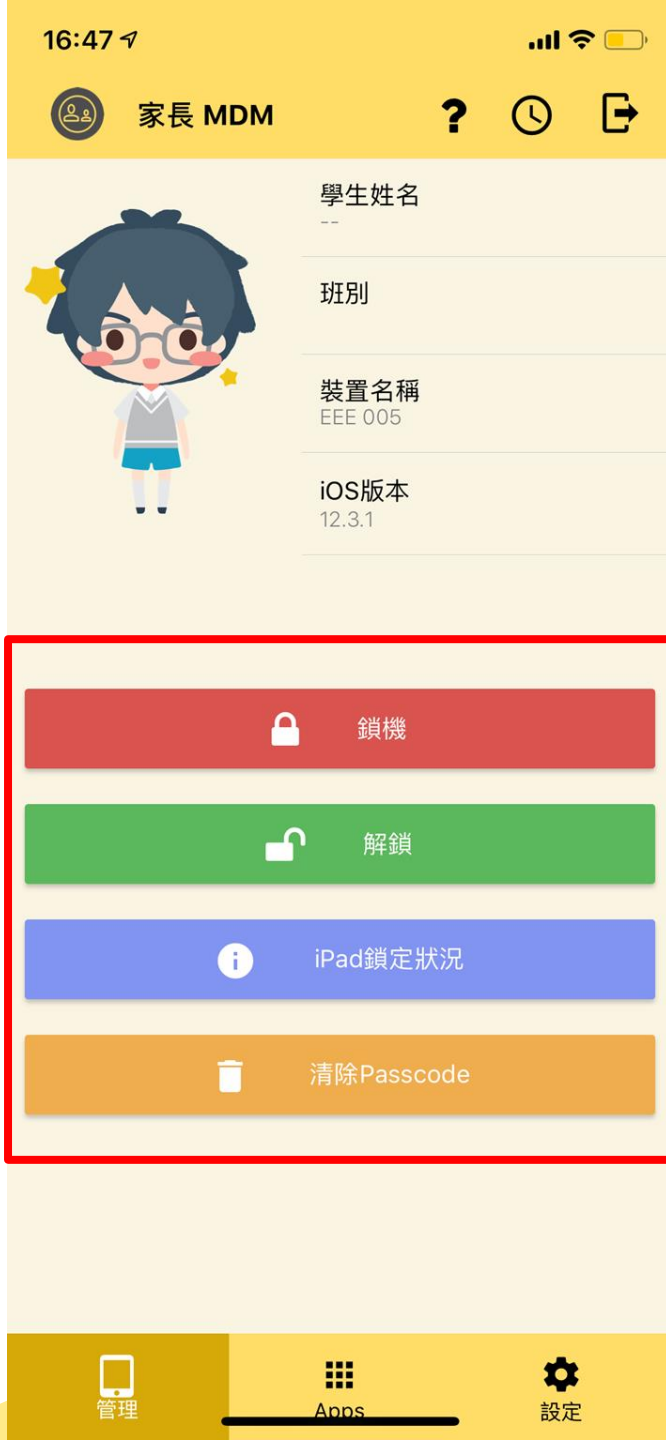 16:47
家長 MDM
?
學生姓名
--
班別
裝置名稱
EEE 005
iOS版本
12.3.1
鎖機
解鎖
iPad鎖定狀況
清除Passcode
管理
Apps
設定